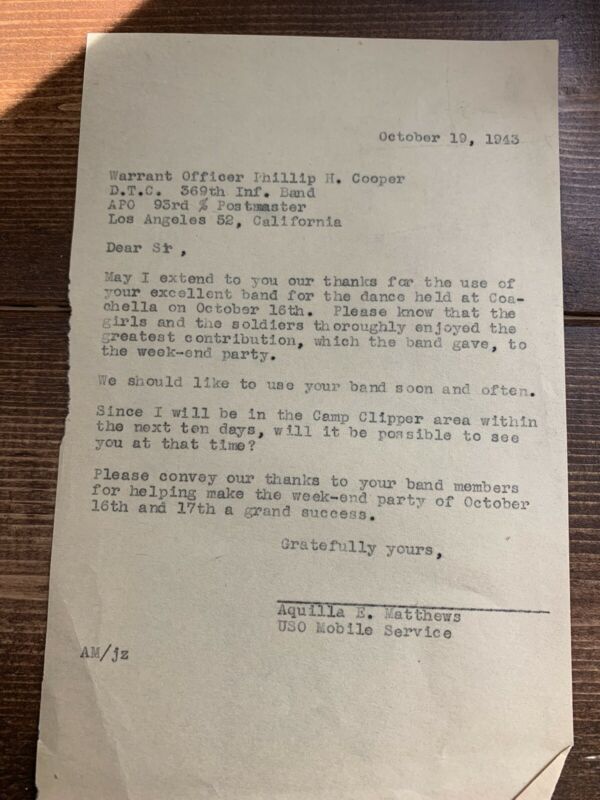 October 19, 1943
Warrant Officer Phillip H. Cooper
D.T.C. 369th Inf. Band
APO 93rd % Postmaster
Los Angeles 52, California
Dear Sir,
May I extend to you our thanks for the use of
your excellent band for the dance held at Coa-
chella on October 16th. Please know that the
girls and the soldiers thoroughly enjoyed the
greatest contribution, which the band gave, to
the week-end party.
We should like to use your band soon and often.
Since I will be in the Camp Clipper area within
the next ten days, will it be possible to see
you at that time?
Please convey our thanks to your band members
for helping make the week-end party of October
16th and 17th a grand success.
Gratefully yours,
Aquilla E. Matthews
USO Mobile Service
AM/jz